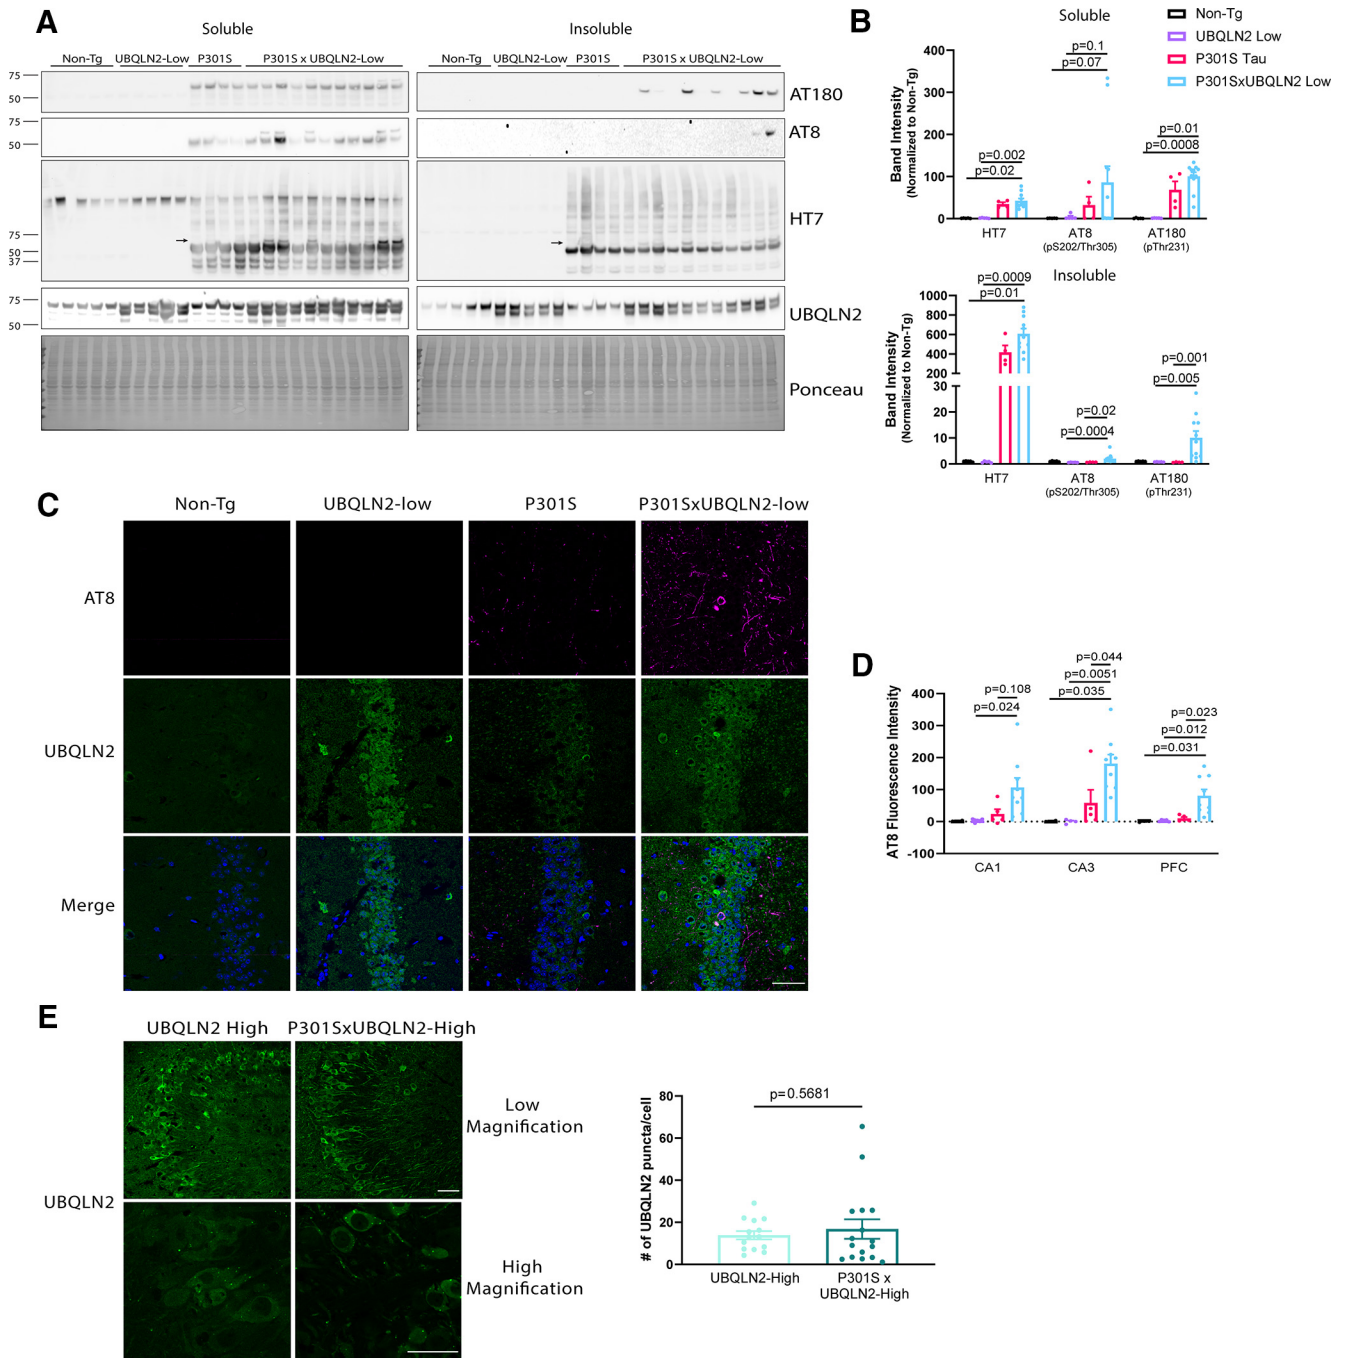 A
Soluble
Insoluble
Non-Tg UBQLN2-Low P301S P301S x UBQLN2-Low
Non-Tg UBQLN2-Low P301S P301S x UBQLN2-Low
75
50
AT180
75
50
AT8
HT7
75
50
37
75
50
UBQLN2
Ponceau
B
Soluble
Non-Tg
UBQLN2 Low
P301S Tau
P301SxUBQLN2 Low
Band Intensity
(Normalized to Non-Tg)
400
300
200
100
0
p=0.002
p=0.02
p=0.1
p=0.07
p=0.01
p=0.0008
HT7
AT8
(pS202/Thr305)
AT180
(pThr231)
Insoluble
Band Intensity
(Normalized to Non-Tg)
1000
800
600
400
200
30
20
10
0
p=0.0009
p=0.01
p=0.02
p=0.0004
p=0.001
p=0.005
HT7
AT8
(pS202/Thr305)
AT180
(pThr231)
C
Non-Tg
UBQLN2-low
P301S
P301SxUBQLN2-low
AT8
UBQLN2
Merge
D
AT8 Fluorescence Intensity
400
300
200
100
0
-100
p=0.108
p=0.024
p=0.044
p=0.0051
p=0.035
p=0.023
p=0.012
p=0.031
CA1
CA3
PFC
E
UBQLN2 High
P301SxUBQLN2-High
UBQLN2
Low
Magnification
High
Magnification
# of UBQLN2 puncta/cell
80
60
40
20
0
p=0.5681
UBQLN2-High
P301S x
UBQLN2-High